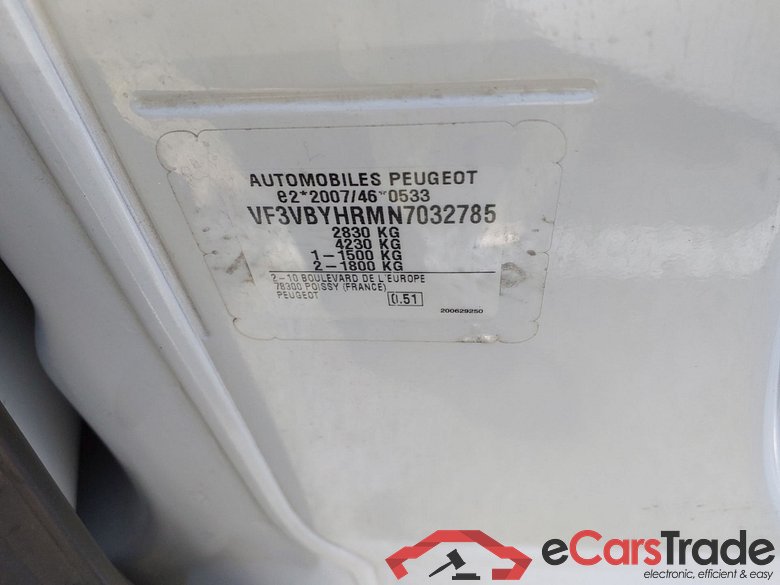 AUTOMOBILES PEUGEOT
e2*2007/46*0533
VF3VBYHRMN7032785
2830 KG
4230 KG
1-1500 KG
2-1800 KG
2-10 BOULEVARD DE L'EUROPE
78300 POISSY (FRANCE)
PEUGEOT
0.51
200629250
eCarsTrade
electronic, efficient & easy